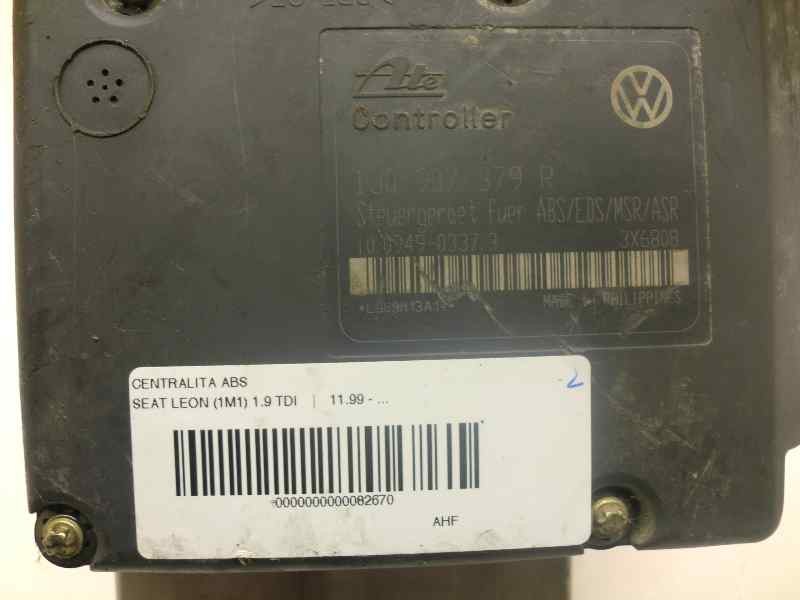 Ate
Controller
1J0 907 379 R
Steuergeraet fuer ABS/EDS/MSR/ASR
10.0949-0337.3 3X6808
MADE IN PHILIPPINES
CENTRALITA ABS
SEAT LEON (1M1) 1.9 TDI | 11.99 - ...
2
0000000000082670
AHF